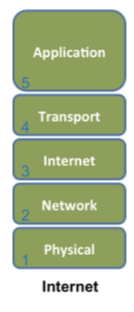 Application
5
Transport
4
Internet
3
Network
2
Physical
1
Internet